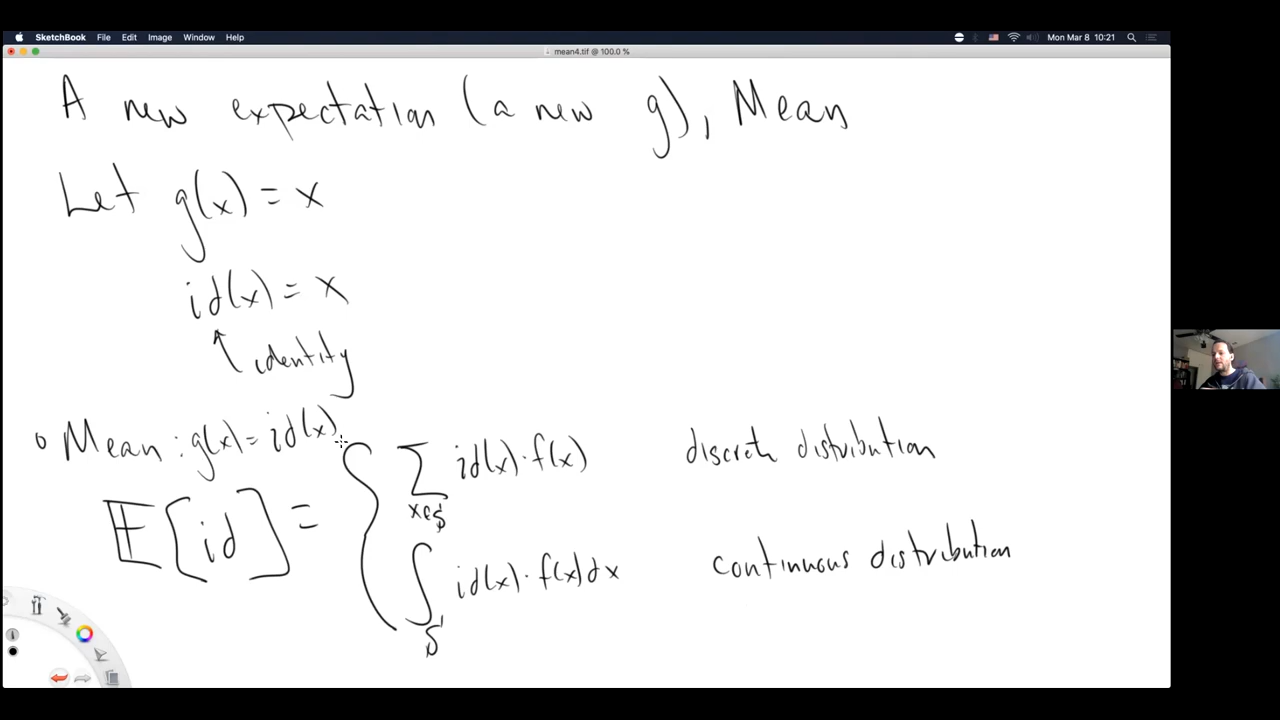 SketchBook File Edit Image Window Help Mon Mar 8 10:21
mean4.tif @ 100.0 %
A new expectation (a new g), Mean
Let g(x) = x
id(x) = x
identity
Mean : g(x) = id(x)
∑ id(x) · f(x) discrete distribution
x∈S
𝔼[id] = {
∫ id(x) · f(x) dx continuous distribution
S